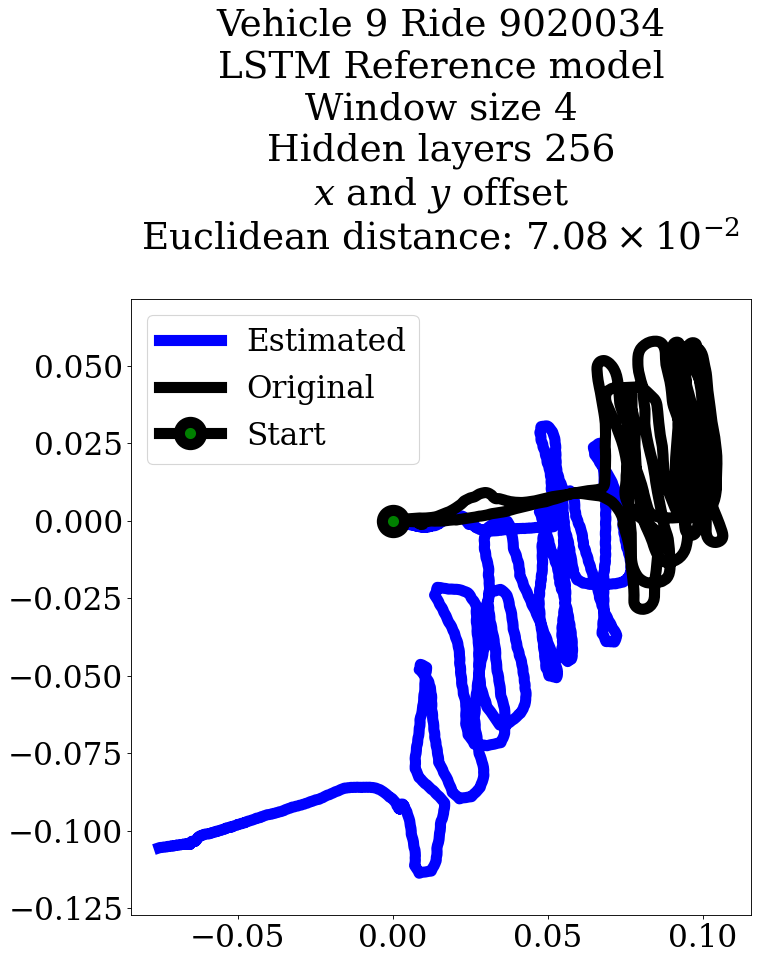 Vehicle 9 Ride 9020034
LSTM Reference model
Window size 4
Hidden layers 256
x and y offset
Euclidean distance: 7.08 × 10⁻²
Estimated
Original
Start
0.050
0.025
0.000
−0.025
−0.050
−0.075
−0.100
−0.125
−0.05 0.00 0.05 0.10